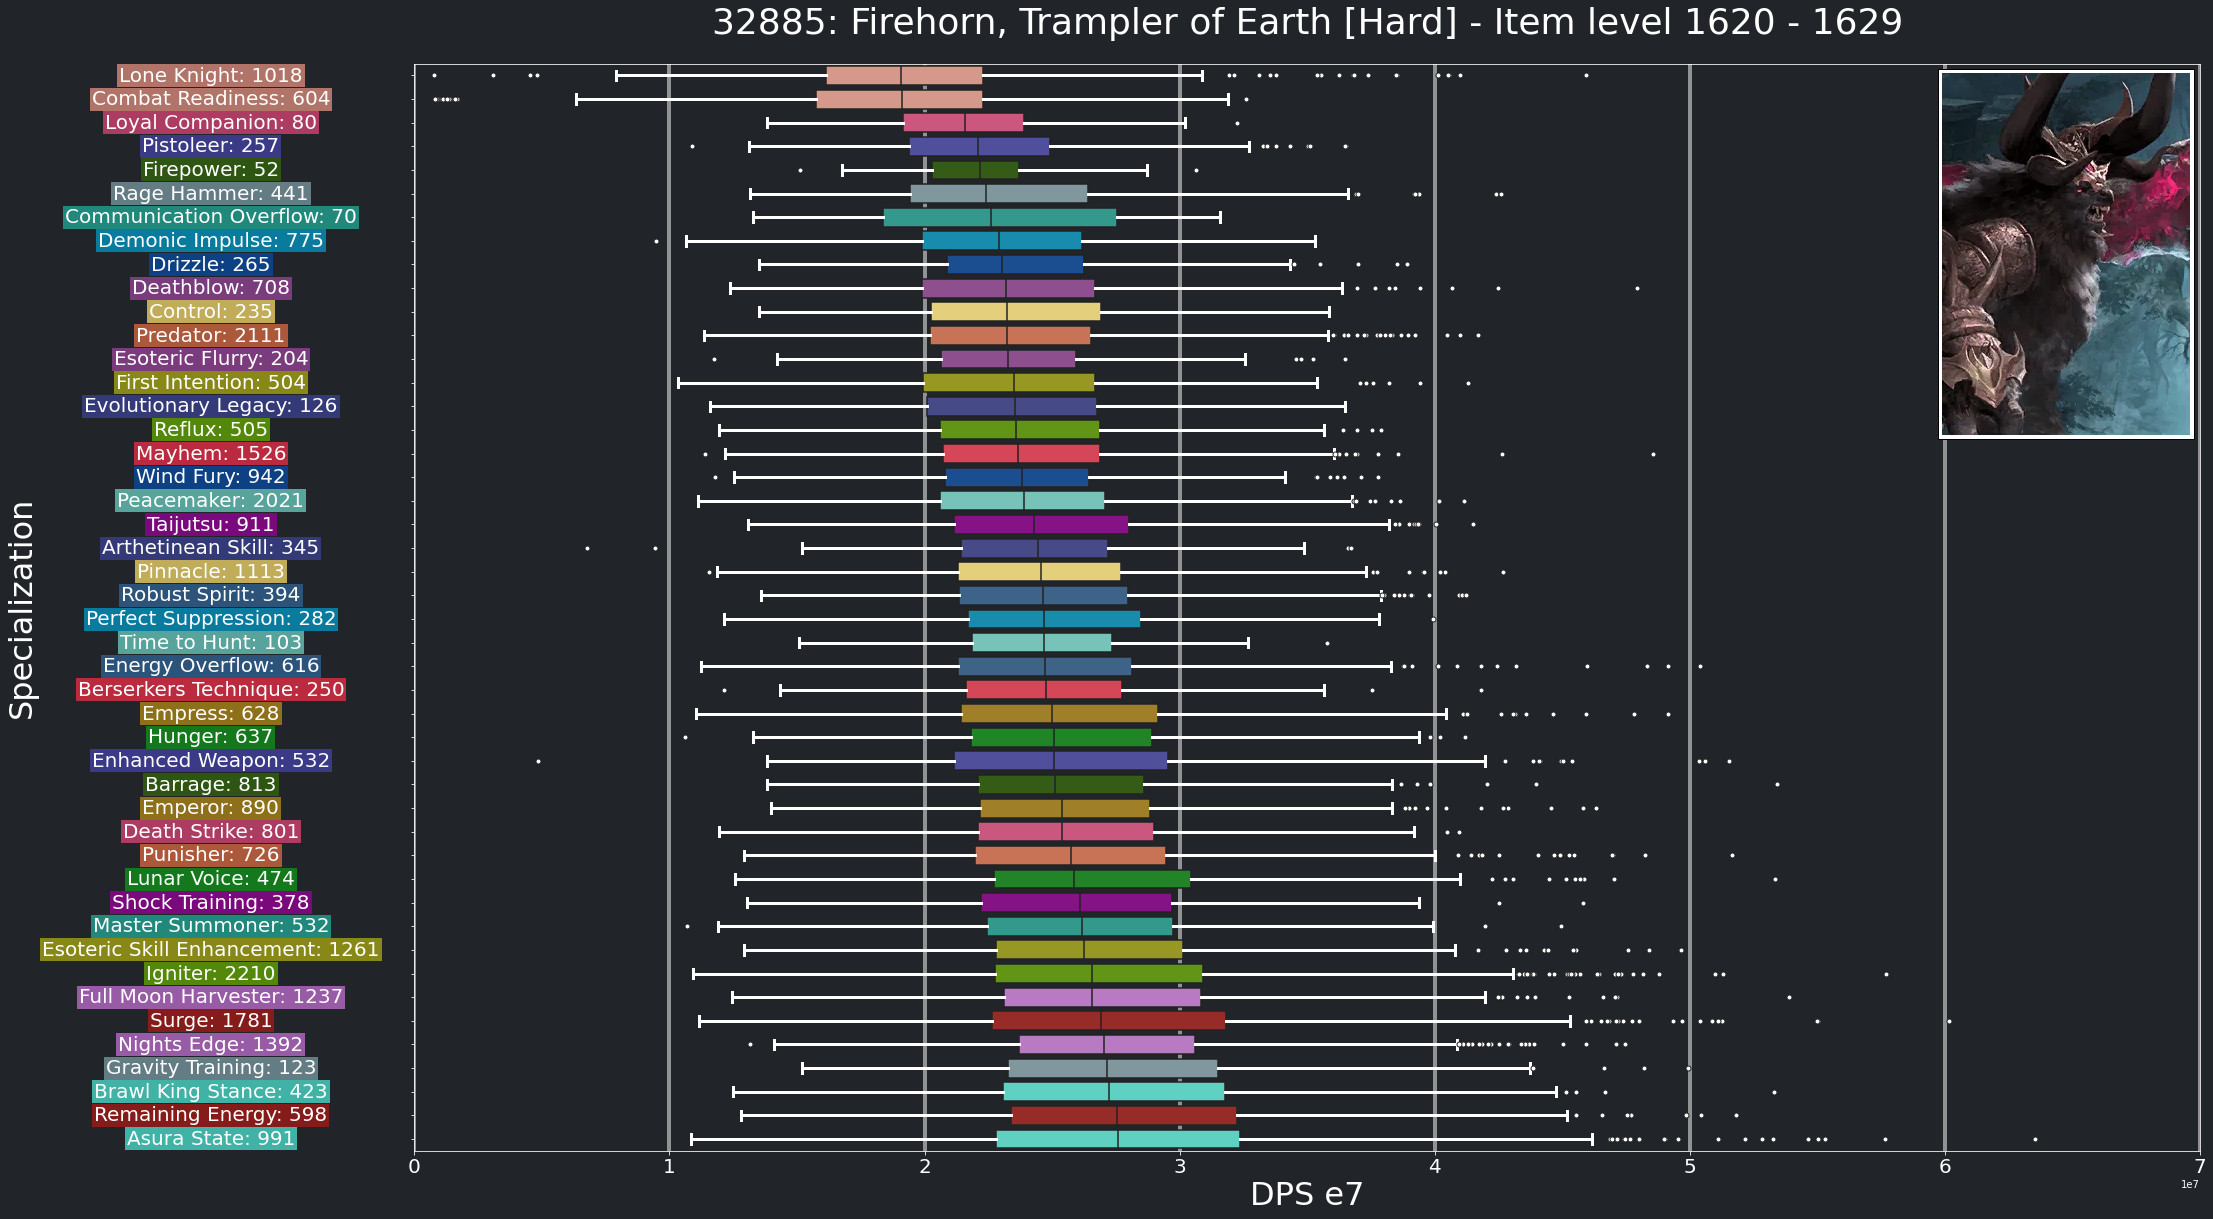 32885: Firehorn, Trampler of Earth [Hard] - Item level 1620 - 1629
Specialization
Lone Knight: 1018
Combat Readiness: 604
Loyal Companion: 80
Pistoleer: 257
Firepower: 52
Rage Hammer: 441
Communication Overflow: 70
Demonic Impulse: 775
Drizzle: 265
Deathblow: 708
Control: 235
Predator: 2111
Esoteric Flurry: 204
First Intention: 504
Evolutionary Legacy: 126
Reflux: 505
Mayhem: 1526
Wind Fury: 942
Peacemaker: 2021
Taijutsu: 911
Arthetinean Skill: 345
Pinnacle: 1113
Robust Spirit: 394
Perfect Suppression: 282
Time to Hunt: 103
Energy Overflow: 616
Berserkers Technique: 250
Empress: 628
Hunger: 637
Enhanced Weapon: 532
Barrage: 813
Emperor: 890
Death Strike: 801
Punisher: 726
Lunar Voice: 474
Shock Training: 378
Master Summoner: 532
Esoteric Skill Enhancement: 1261
Igniter: 2210
Full Moon Harvester: 1237
Surge: 1781
Nights Edge: 1392
Gravity Training: 123
Brawl King Stance: 423
Remaining Energy: 598
Asura State: 991
0 1 2 3 4 5 6 7
1e7
DPS e7